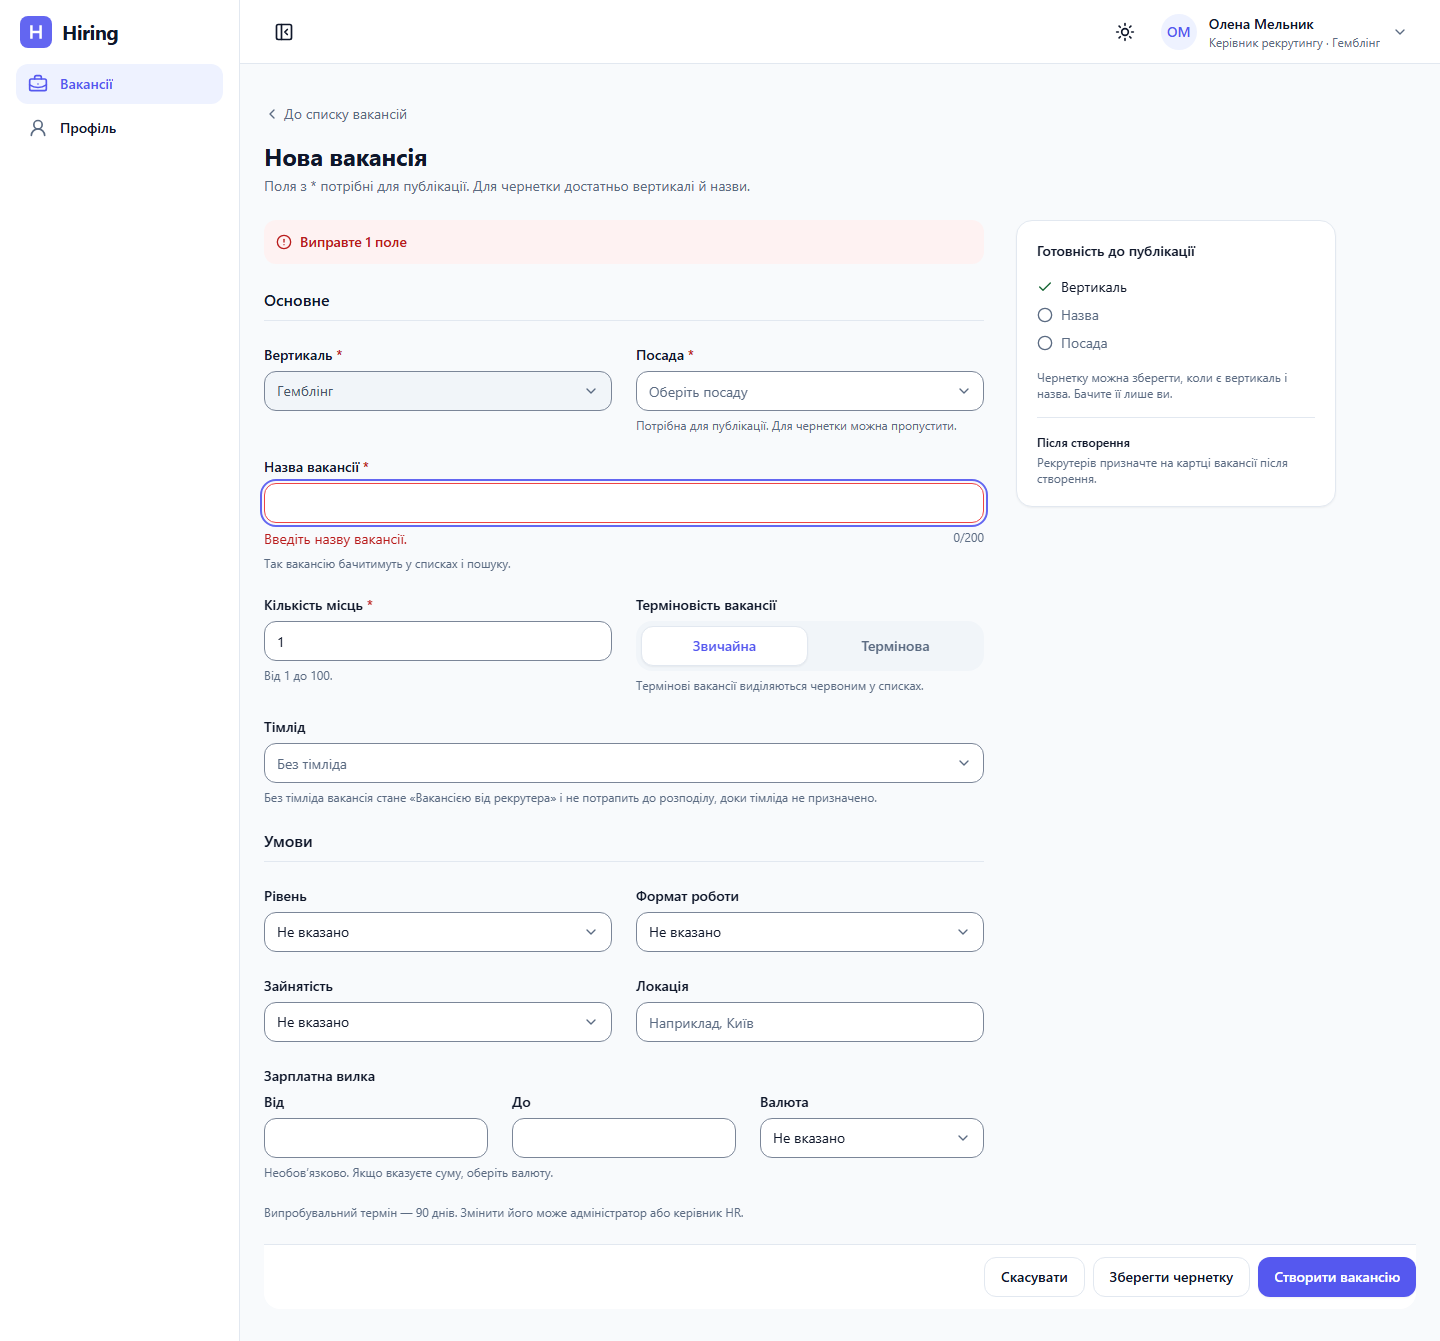 H Hiring
Вакансії
Профіль
ОМ
Олена Мельник
Керівник рекрутингу · Гемблінг
До списку вакансій
Нова вакансія
Поля з * потрібні для публікації. Для чернетки достатньо вертикалі й назви.
Виправте 1 поле
Основне
Вертикаль *
Гемблінг
Посада *
Оберіть посаду
Потрібна для публікації. Для чернетки можна пропустити.
Назва вакансії *
Введіть назву вакансії.
0/200
Так вакансію бачитимуть у списках і пошуку.
Кількість місць *
1
Від 1 до 100.
Терміновість вакансії
Звичайна
Термінова
Термінові вакансії виділяються червоним у списках.
Тімлід
Без тімліда
Без тімліда вакансія стане «Вакансією від рекрутера» і не потрапить до розподілу, доки тімліда не призначено.
Умови
Рівень
Не вказано
Формат роботи
Не вказано
Зайнятість
Не вказано
Локація
Наприклад, Київ
Зарплатна вилка
Від
До
Валюта
Не вказано
Необов'язково. Якщо вказуєте суму, оберіть валюту.
Випробувальний термін — 90 днів. Змінити його може адміністратор або керівник HR.
Скасувати
Зберегти чернетку
Створити вакансію
Готовність до публікації
Вертикаль
Назва
Посада
Чернетку можна зберегти, коли є вертикаль і
назва. Бачите її лише ви.
Після створення
Рекрутерів призначте на картці вакансії після
створення.